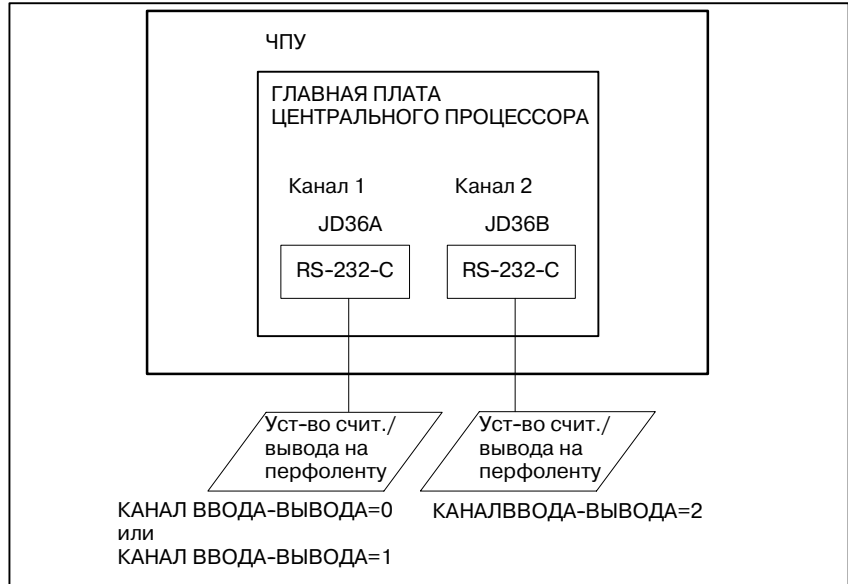 ЧПУ
ГЛАВНАЯ ПЛАТА
ЦЕНТРАЛЬНОГО ПРОЦЕССОРА
Канал 1
Канал 2
JD36A
JD36B
RS-232-C
RS-232-C
Уст-во счит./
вывода на
перфоленту
Уст-во счит./
вывода на
перфоленту
КАНАЛ ВВОДА-ВЫВОДА=0
или
КАНАЛ ВВОДА-ВЫВОДА=1
КАНАЛВВОДА-ВЫВОДА=2